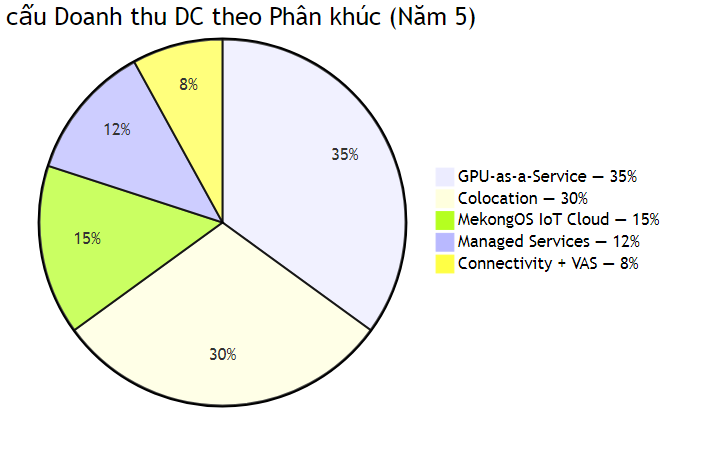 cấu Doanh thu DC theo Phân khúc (Năm 5)
8%
12%
35%
15%
30%
GPU-as-a-Service — 35%
Colocation — 30%
MekongOS IoT Cloud — 15%
Managed Services — 12%
Connectivity + VAS — 8%